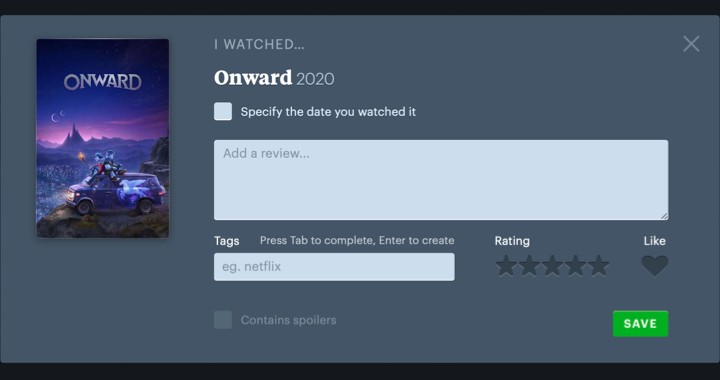 ONWARD
I WATCHED...
Onward 2020
Specify the date you watched it
Add a review...
Tags Press Tab to complete, Enter to create
Rating
Like
eg. netflix
Contains spoilers
SAVE